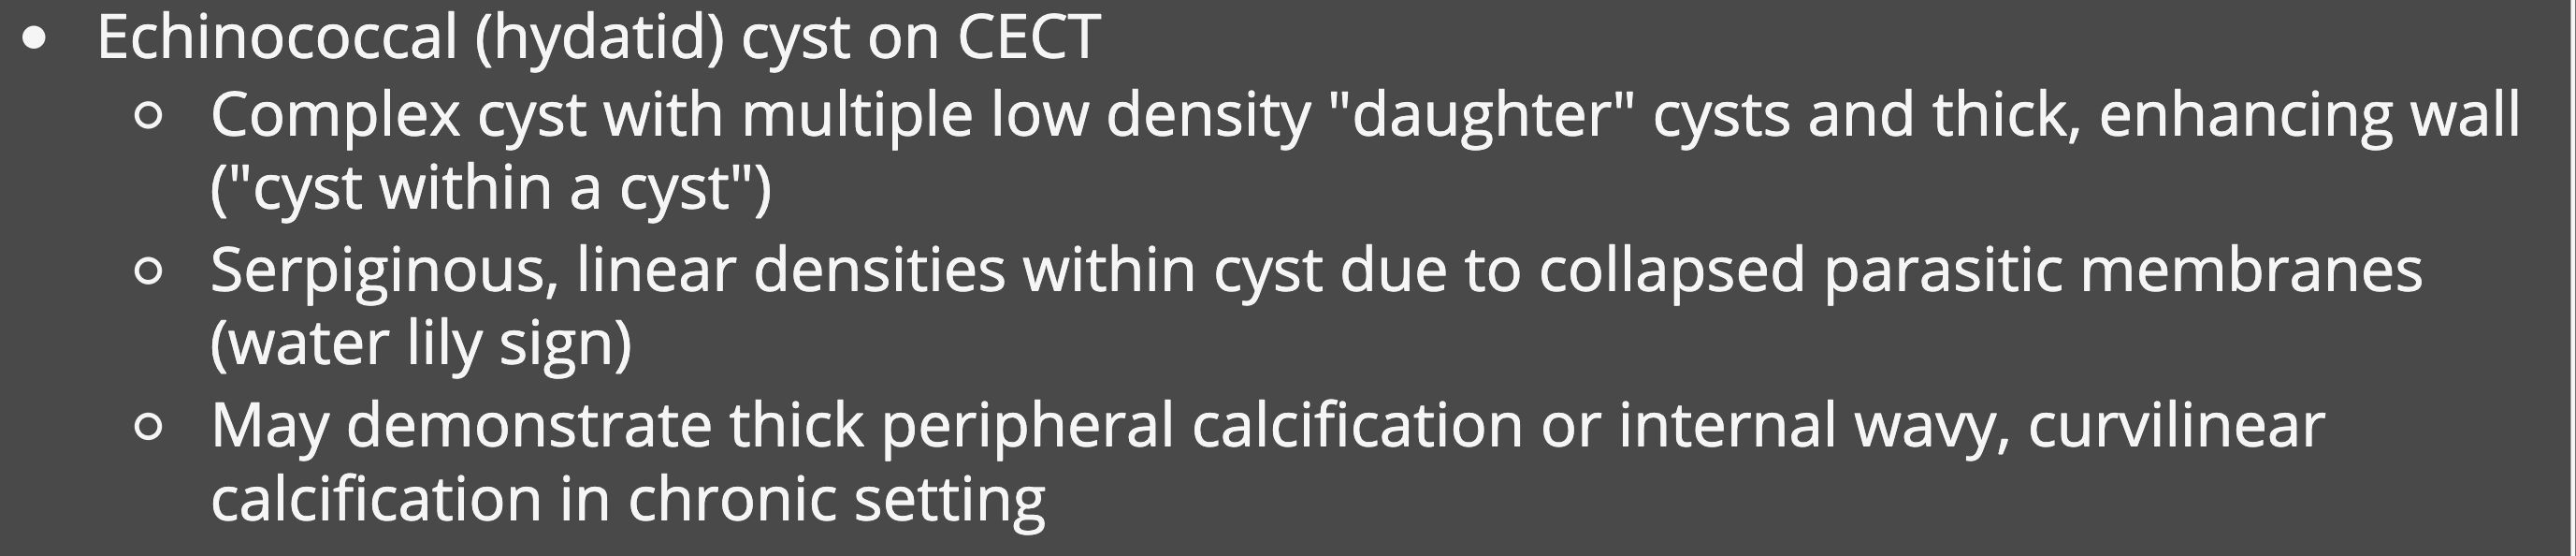 • Echinococcal (hydatid) cyst on CECT
○ Complex cyst with multiple low density "daughter" cysts and thick, enhancing wall
("cyst within a cyst")
○ Serpiginous, linear densities within cyst due to collapsed parasitic membranes
(water lily sign)
○ May demonstrate thick peripheral calcification or internal wavy, curvilinear
calcification in chronic setting